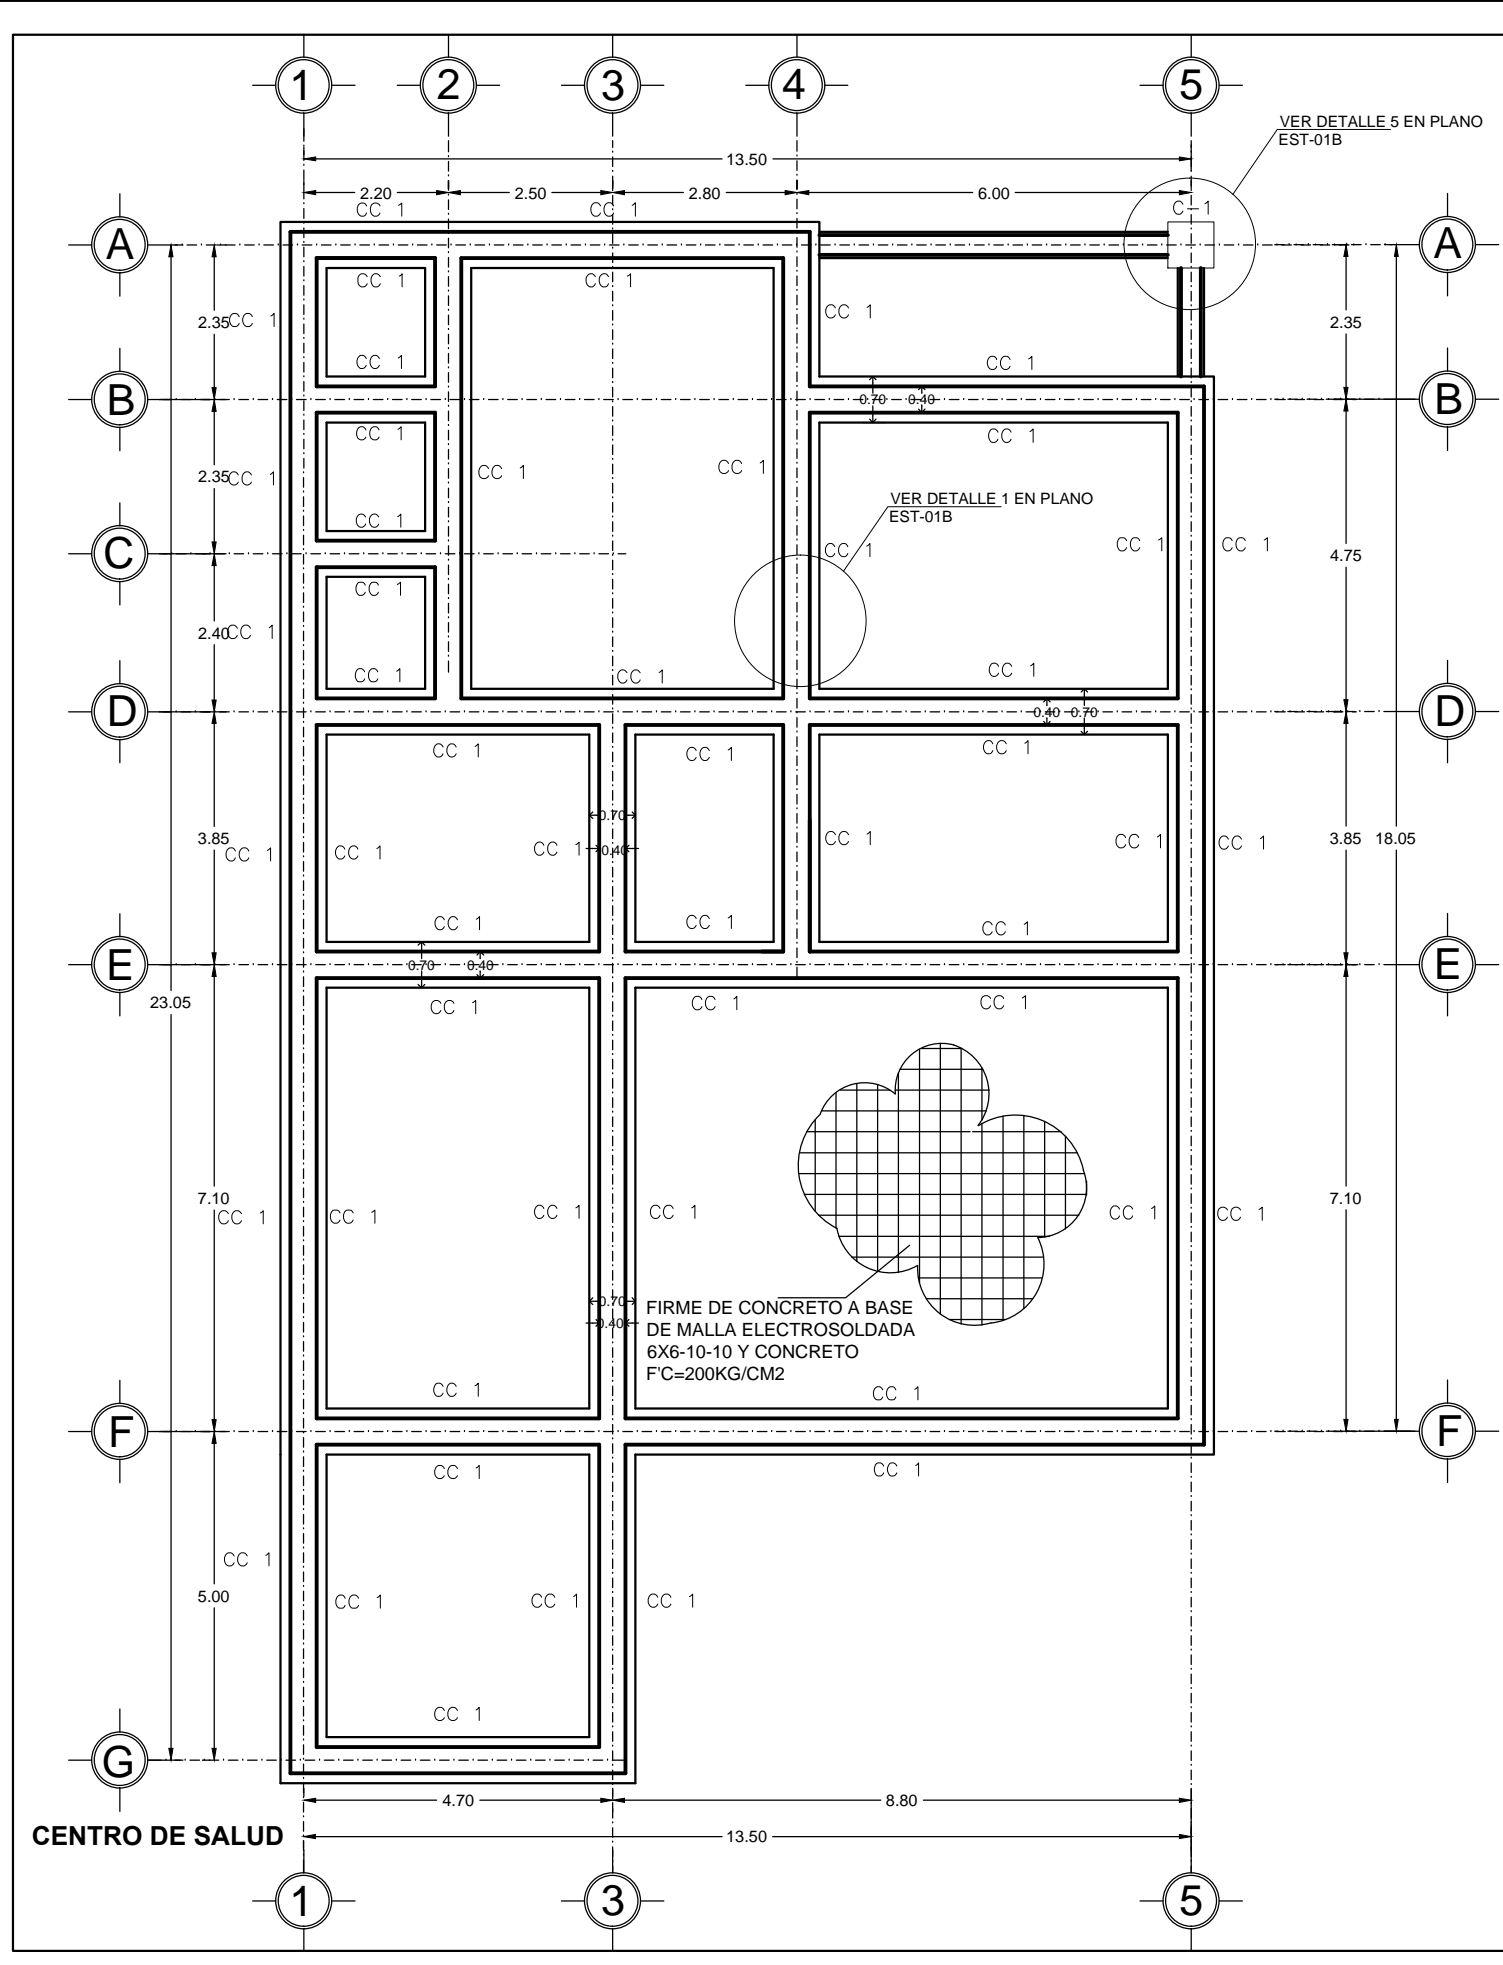 1 2 3 4 5
VER DETALLE 5 EN PLANO
EST-01B
13.50
2.20 2.50 2.80 6.00
CC 1 CC 1 C-1
A A
CC 1 CC 1
CC 1
2.35 CC 1 2.35
CC 1 CC 1
B B
0.70 0.40
CC 1 CC 1
CC 1 CC 1
2.35 CC 1
VER DETALLE 1 EN PLANO
EST-01B
CC 1
CC 1 CC 1 CC 1
C 4.75
CC 1
2.40 CC 1
CC 1 CC 1 CC 1
D D
0.40 0.70
CC 1 CC 1 CC 1
0.70
3.85 CC 1 CC 1 3.85 18.05
CC 1 CC 1 CC 1 0.40 CC 1
CC 1 CC 1 CC 1
E E
0.70 0.40
23.05
CC 1 CC 1 CC 1
7.10 7.10
CC 1 CC 1 CC 1 CC 1 CC 1 CC 1
0.70
0.40
FIRME DE CONCRETO A BASE
DE MALLA ELECTROSOLDADA
6X6-10-10 Y CONCRETO
F'C=200KG/CM2
CC 1 CC 1
F F
CC 1 CC 1
CC 1
5.00 CC 1 CC 1 CC 1
CC 1
G
4.70 8.80
CENTRO DE SALUD
13.50
1 3 5